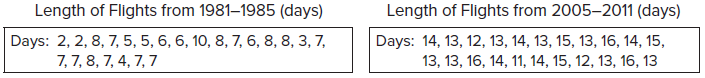 Length of Flights from 1981–1985 (days)
Days: 2, 2, 8, 7, 5, 5, 6, 6, 10, 8, 7, 6, 8, 8, 3, 7,
7, 7, 8, 7, 4, 7, 7
Length of Flights from 2005–2011 (days)
Days: 14, 13, 12, 13, 14, 13, 15, 13, 16, 14, 15,
13, 13, 16, 14, 11, 14, 15, 12, 13, 16, 13